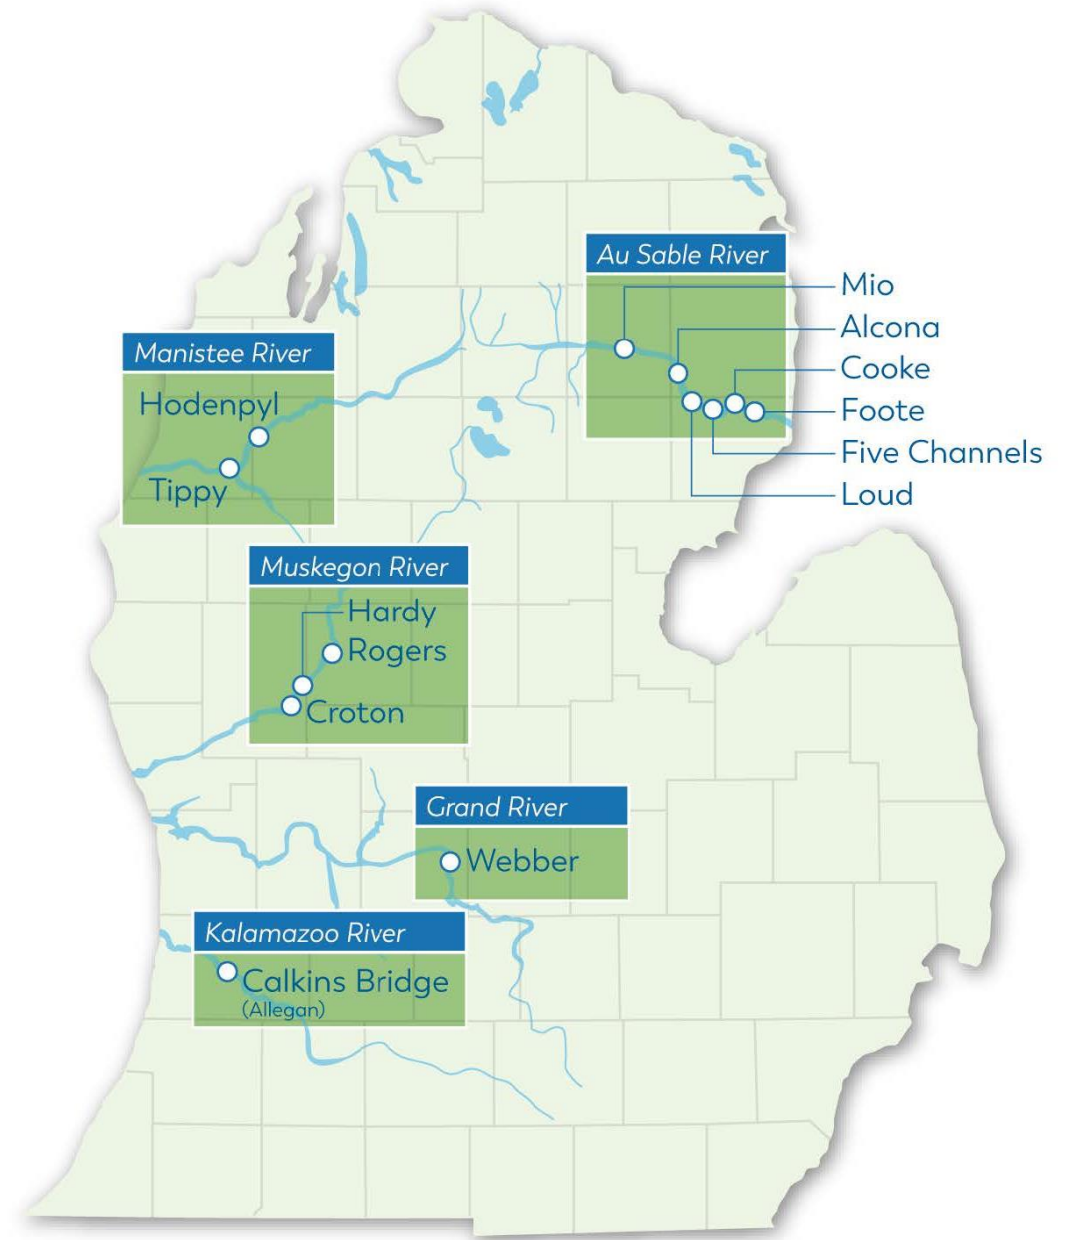 Au Sable River
Mio
Alcona
Cooke
Foote
Five Channels
Loud
Manistee River
Hodenpyl
Tippy
Muskegon River
Hardy
Rogers
Croton
Grand River
Webber
Kalamazoo River
Calkins Bridge
(Allegan)